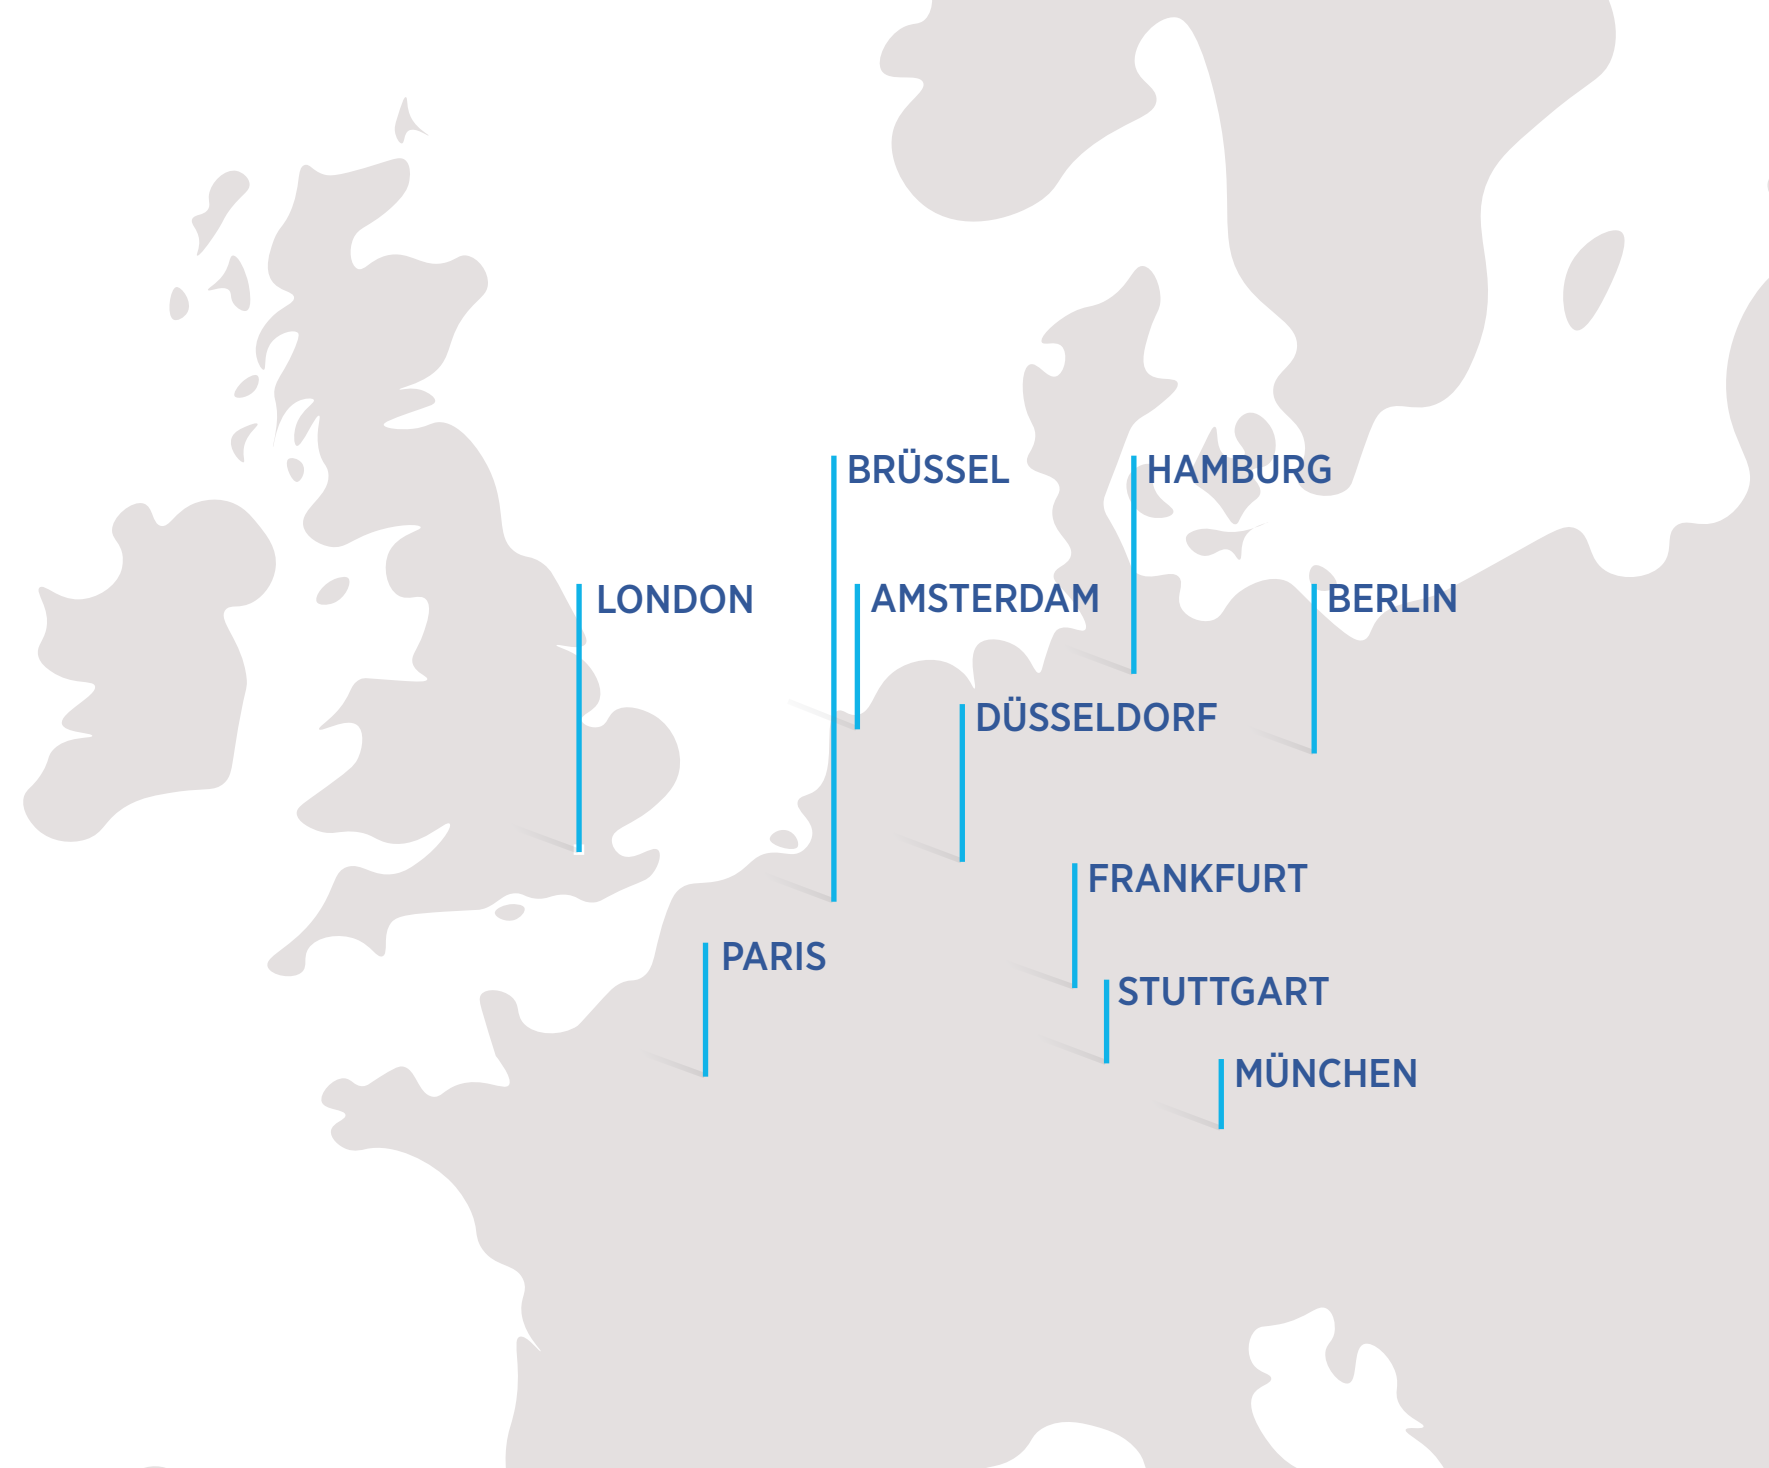 BRÜSSEL
HAMBURG
LONDON
AMSTERDAM
BERLIN
DÜSSELDORF
FRANKFURT
PARIS
STUTTGART
MÜNCHEN